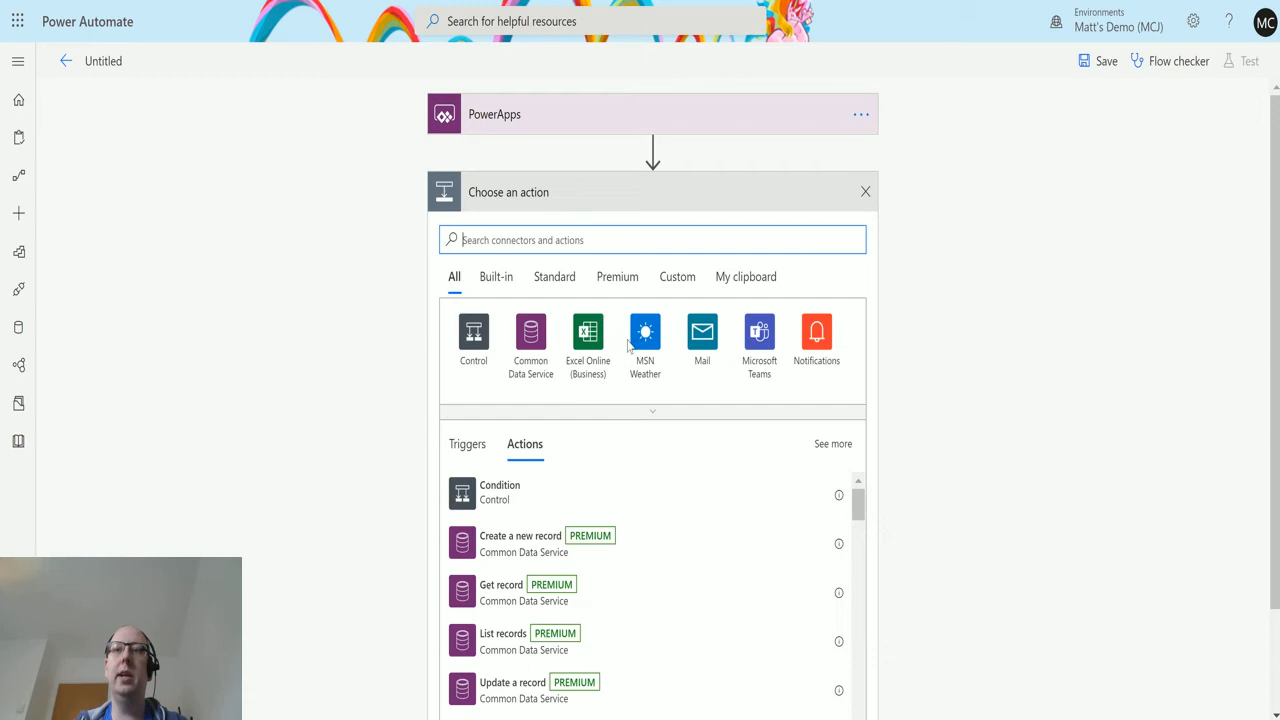 Power Automate
Search for helpful resources
Environments
Matt's Demo (MCJ)
MC
Untitled
Save
Flow checker
Test
PowerApps
Choose an action
Search connectors and actions
All
Built-in
Standard
Premium
Custom
My clipboard
Control
Common
Data Service
Excel Online
(Business)
MSN
Weather
Mail
Microsoft
Teams
Notifications
Triggers
Actions
See more
Condition
Control
Create a new record PREMIUM
Common Data Service
Get record PREMIUM
Common Data Service
List records PREMIUM
Common Data Service
Update a record PREMIUM
Common Data Service